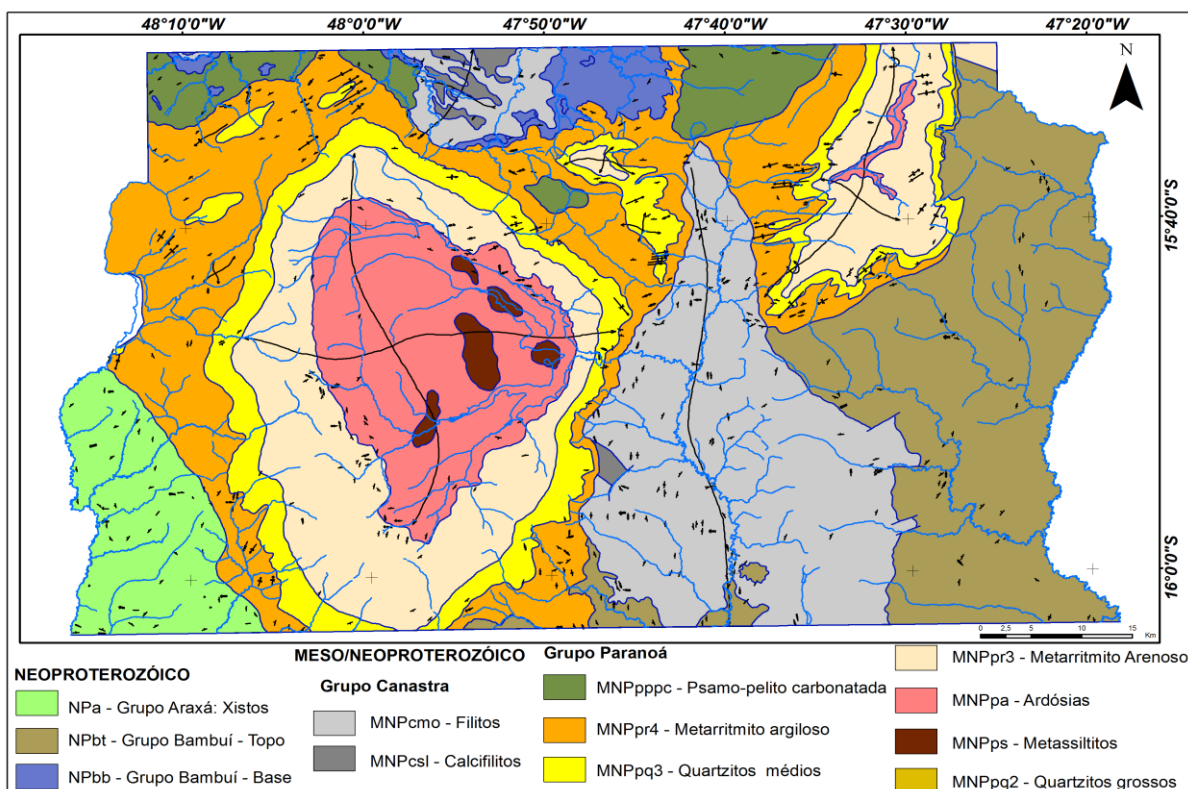 48°10'0"W 48°0'0"W 47°50'0"W 47°40'0"W 47°30'0"W 47°20'0"W
N
15°40'0"S
16°0'0"S
0 2,5 5 10 15
Km
NEOPROTEROZÓICO
NPa - Grupo Araxá: Xistos
NPbt - Grupo Bambuí - Topo
NPbb - Grupo Bambuí - Base
MESO/NEOPROTEROZÓICO
Grupo Canastra
MNPcmo - Filitos
MNPcsl - Calcifilitos
Grupo Paranoá
MNPpppc - Psamo-pelito carbonatada
MNPpr4 - Metarritmito argiloso
MNPpq3 - Quartzitos médios
MNPpr3 - Metarritmito Arenoso
MNPpa - Ardósias
MNPps - Metassiltitos
MNPpq2 - Quartzitos grossos